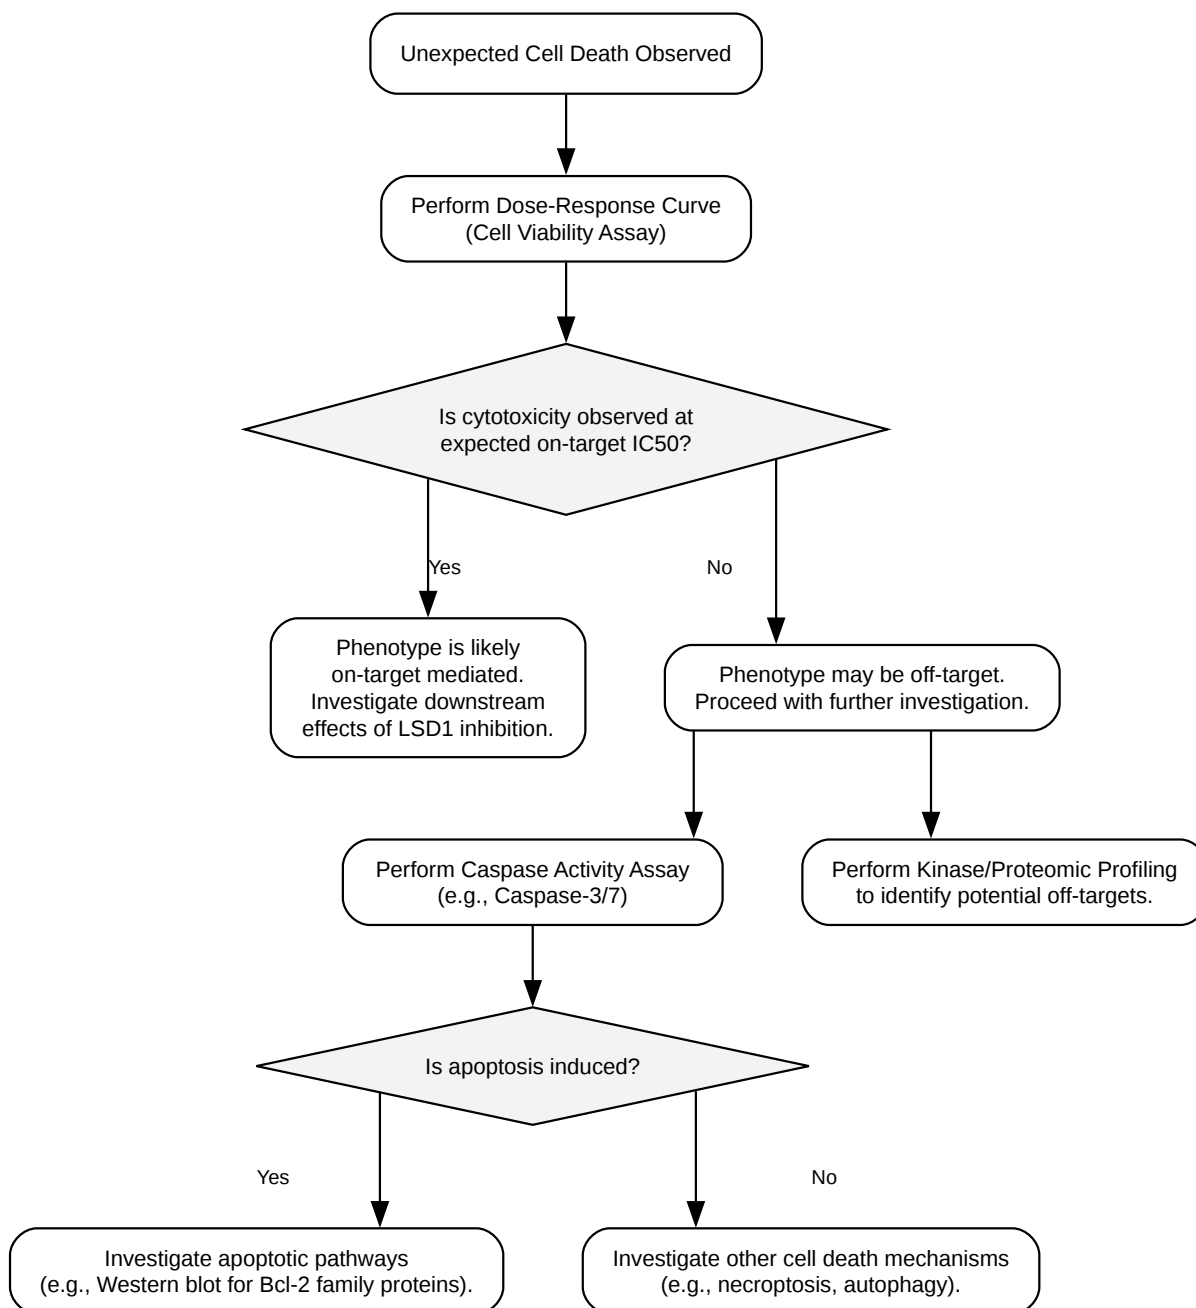 Unexpected Cell Death Observed
Perform Dose-Response Curve
(Cell Viability Assay)
Is cytotoxicity observed at
expected on-target IC50?
Yes
No
Phenotype is likely
on-target mediated.
Investigate downstream
effects of LSD1 inhibition.
Phenotype may be off-target.
Proceed with further investigation.
Perform Caspase Activity Assay
(e.g., Caspase-3/7)
Perform Kinase/Proteomic Profiling
to identify potential off-targets.
Is apoptosis induced?
Yes
No
Investigate apoptotic pathways
(e.g., Western blot for Bcl-2 family proteins).
Investigate other cell death mechanisms
(e.g., necroptosis, autophagy).